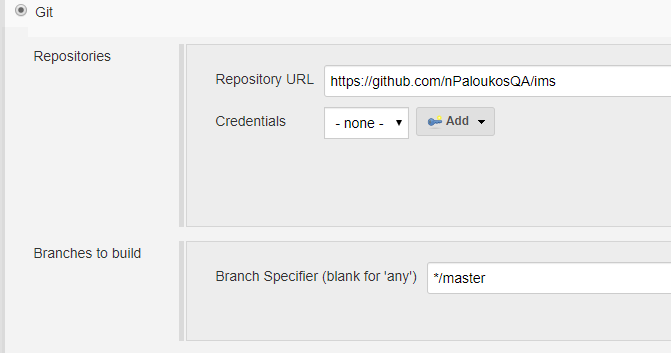 Git
Repositories
Repository URL https://github.com/nPaloukosQA/ims
Credentials - none - Add
Branches to build
Branch Specifier (blank for 'any') */master